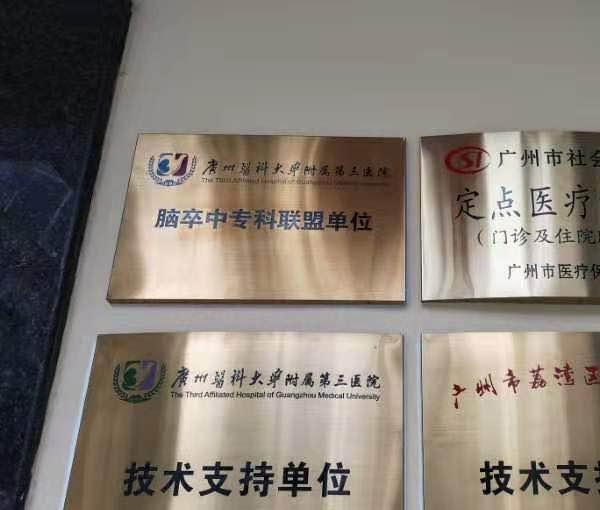 广州医科大学附属第三医院
The Third Affiliated Hospital of Guangzhou Medical University
脑卒中专科联盟单位
CSI 广州市社会
定点医疗
（门诊及住院
广州市医疗保
广州医科大学附属第三医院
The Third Affiliated Hospital of Guangzhou Medical University
技术支持单位
广州市荔湾区
技术支